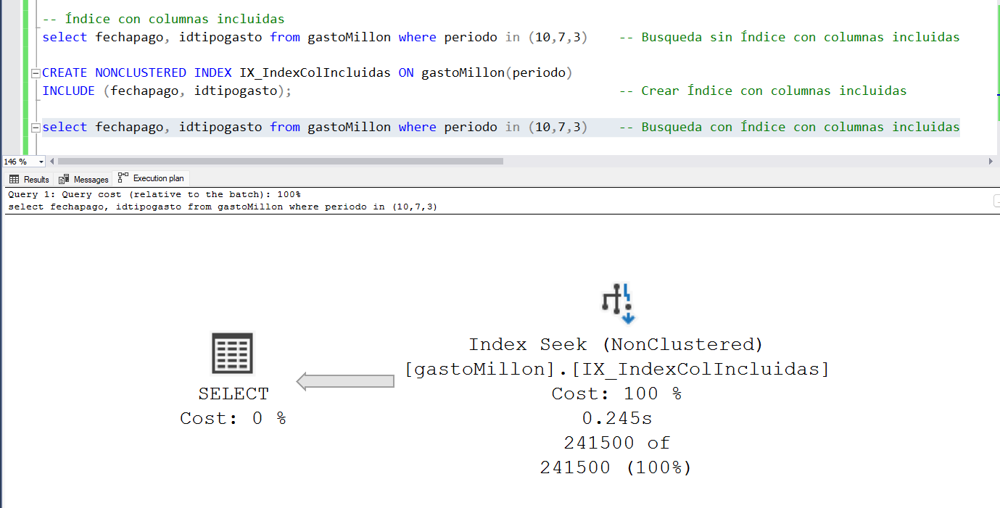 -- Índice con columnas incluidas
select fechapago, idtipogasto from gastoMillon where periodo in (10,7,3) -- Busqueda sin Índice con columnas incluidas
CREATE NONCLUSTERED INDEX IX_IndexColIncluidas ON gastoMillon(periodo)
INCLUDE (fechapago, idtipogasto); -- Crear Índice con columnas incluidas
select fechapago, idtipogasto from gastoMillon where periodo in (10,7,3) -- Busqueda con Índice con columnas incluidas
146 %
Results Messages Execution plan
Query 1: Query cost (relative to the batch): 100%
select fechapago, idtipogasto from gastoMillon where periodo in (10,7,3)
SELECT
Cost: 0 %
Index Seek (NonClustered)
[gastoMillon].[IX_IndexColIncluidas]
Cost: 100 %
0.245s
241500 of
241500 (100%)